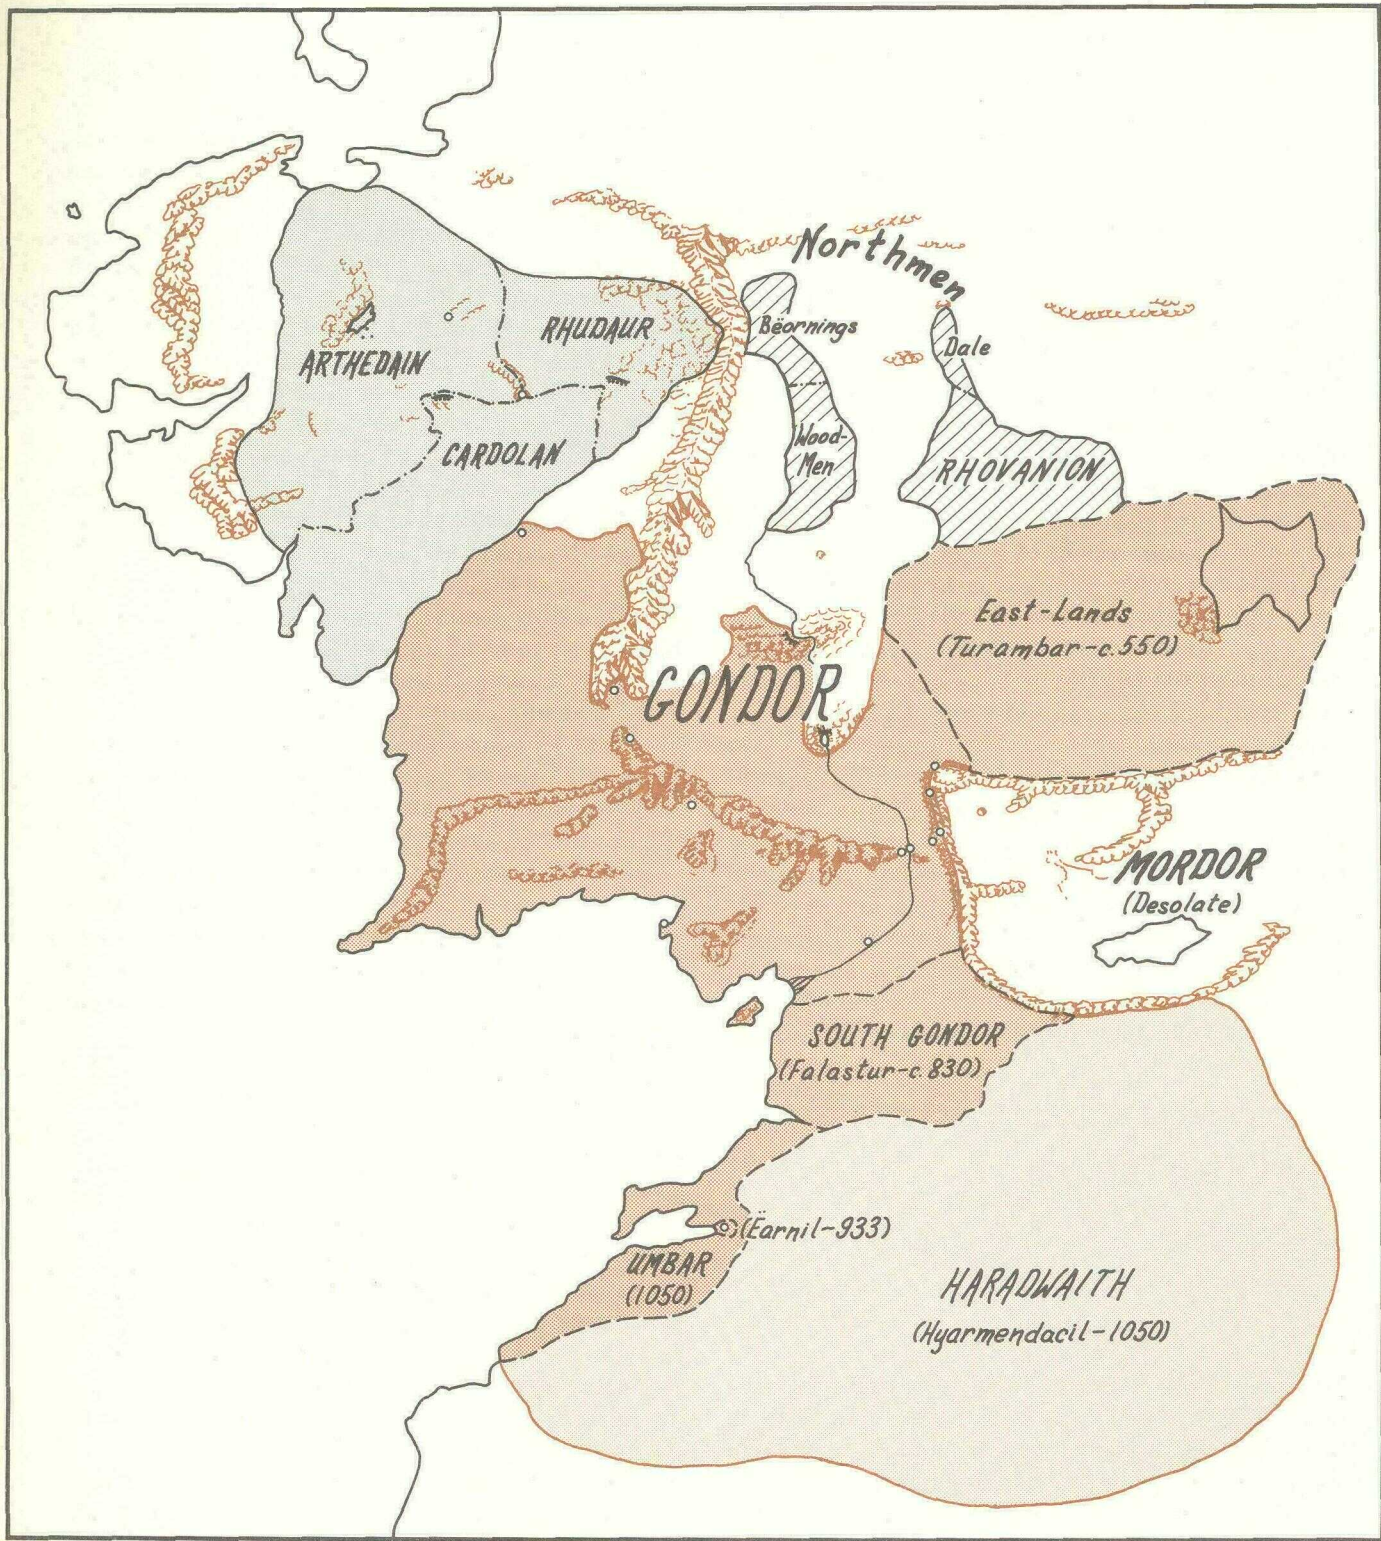 Northmen
Bëornings
RHUDAUR
Dale
ARTHEDAIN
Wood-
Men
CARDOLAN
RHOVANION
East-Lands
(Turambar-c.550)
GONDOR
MORDOR
(Desolate)
SOUTH GONDOR
(Falastur-c.830)
(Ëarnil-933)
UMBAR
(1050)
HARADWAITH
(Hyarmendacil-1050)